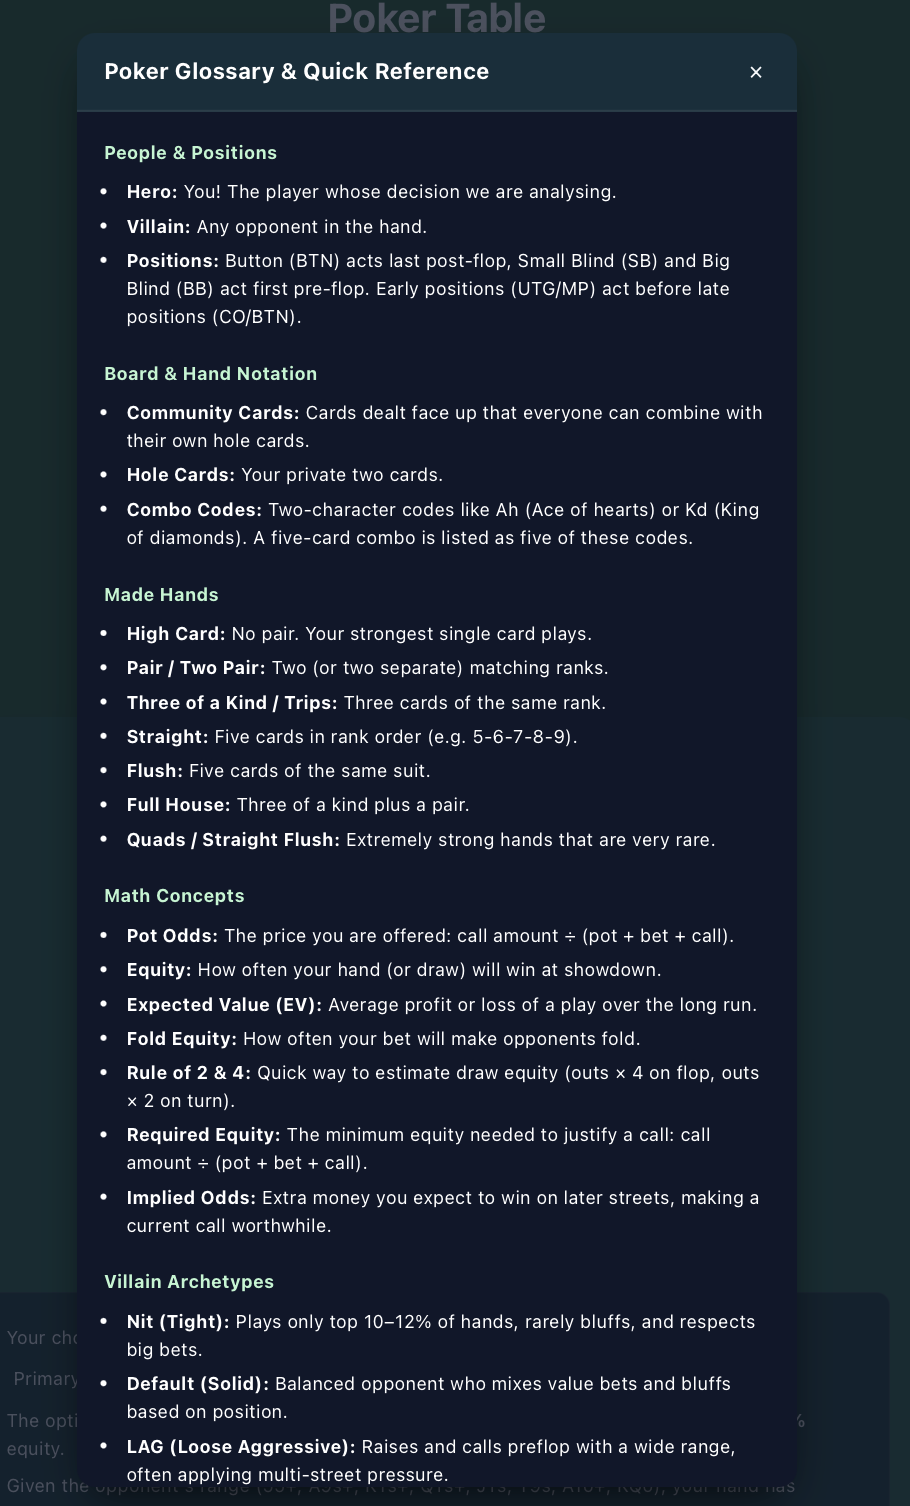 Poker Table
Poker Glossary & Quick Reference
×
People & Positions
• Hero: You! The player whose decision we are analysing.
• Villain: Any opponent in the hand.
• Positions: Button (BTN) acts last post-flop, Small Blind (SB) and Big
Blind (BB) act first pre-flop. Early positions (UTG/MP) act before late
positions (CO/BTN).
Board & Hand Notation
• Community Cards: Cards dealt face up that everyone can combine with
their own hole cards.
• Hole Cards: Your private two cards.
• Combo Codes: Two-character codes like Ah (Ace of hearts) or Kd (King
of diamonds). A five-card combo is listed as five of these codes.
Made Hands
• High Card: No pair. Your strongest single card plays.
• Pair / Two Pair: Two (or two separate) matching ranks.
• Three of a Kind / Trips: Three cards of the same rank.
• Straight: Five cards in rank order (e.g. 5-6-7-8-9).
• Flush: Five cards of the same suit.
• Full House: Three of a kind plus a pair.
• Quads / Straight Flush: Extremely strong hands that are very rare.
Math Concepts
• Pot Odds: The price you are offered: call amount ÷ (pot + bet + call).
• Equity: How often your hand (or draw) will win at showdown.
• Expected Value (EV): Average profit or loss of a play over the long run.
• Fold Equity: How often your bet will make opponents fold.
• Rule of 2 & 4: Quick way to estimate draw equity (outs × 4 on flop, outs
× 2 on turn).
• Required Equity: The minimum equity needed to justify a call: call
amount ÷ (pot + bet + call).
• Implied Odds: Extra money you expect to win on later streets, making a
current call worthwhile.
Villain Archetypes
• Nit (Tight): Plays only top 10–12% of hands, rarely bluffs, and respects
big bets.
• Default (Solid): Balanced opponent who mixes value bets and bluffs
based on position.
• LAG (Loose Aggressive): Raises and calls preflop with a wide range,
often applying multi-street pressure.
Your
Primary
The %
equity.
Given the opponent's range your hand has